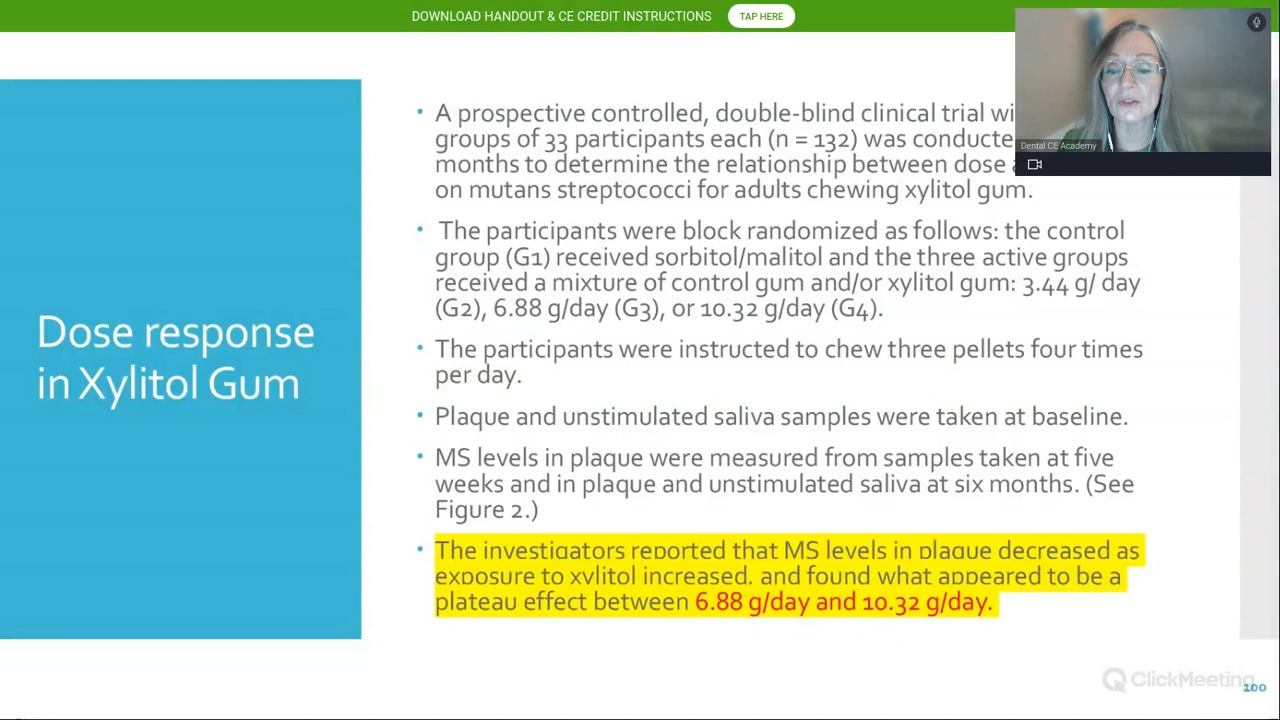 DOWNLOAD HANDOUT & CE CREDIT INSTRUCTIONS TAP HERE
Dental CE Academy
Dose response
in Xylitol Gum
• A prospective controlled, double-blind clinical trial
groups of 33 participants each (n = 132) was
months to determine the relationship between dose
on mutans streptococci for adults chewing xylitol gum.
• The participants were block randomized as follows: the control
group (G1) received sorbitol/malitol and the three active groups
received a mixture of control gum and/or xylitol gum: 3.44 g/ day
(G2), 6.88 g/day (G3), or 10.32 g/day (G4).
• The participants were instructed to chew three pellets four times
per day.
• Plaque and unstimulated saliva samples were taken at baseline.
• MS levels in plaque were measured from samples taken at five
weeks and in plaque and unstimulated saliva at six months. (See
Figure 2.)
• The investigators reported that MS levels in plaque decreased as
exposure to xylitol increased, and found what appeared to be a
plateau effect between 6.88 g/day and 10.32 g/day.
ClickMeeting
100